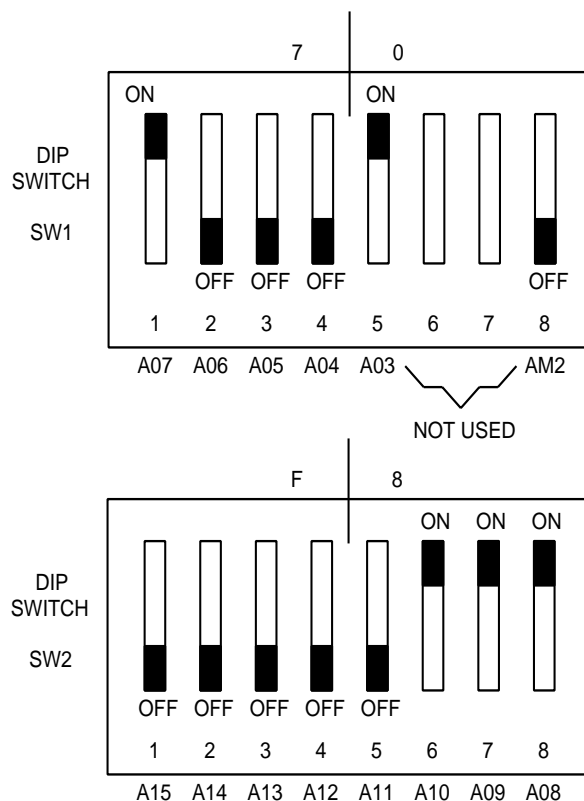 7 0
ON ON
DIP
SWITCH
SW1
OFF OFF OFF OFF
1 2 3 4 5 6 7 8
A07 A06 A05 A04 A03 AM2
NOT USED
F 8
ON ON ON
DIP
SWITCH
SW2
OFF OFF OFF OFF OFF
1 2 3 4 5 6 7 8
A15 A14 A13 A12 A11 A10 A09 A08